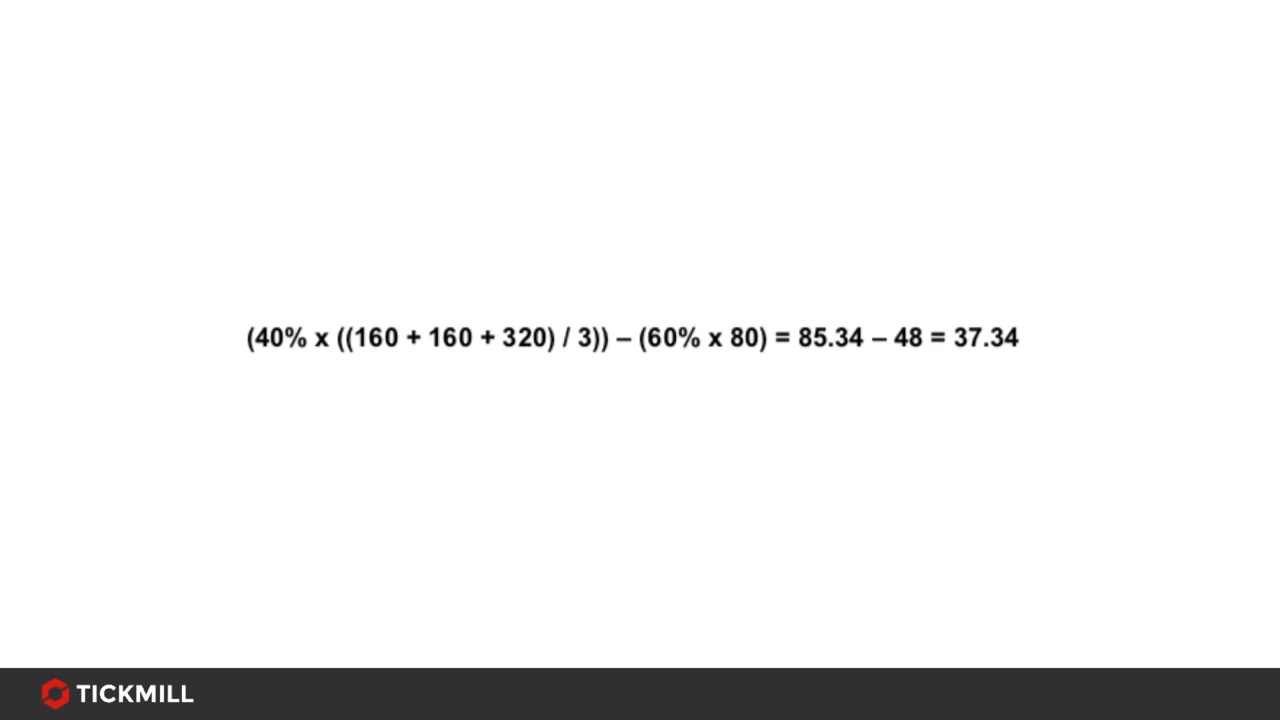 (40% x ((160 + 160 + 320) / 3)) – (60% x 80) = 85.34 – 48 = 37.34
TICKMILL